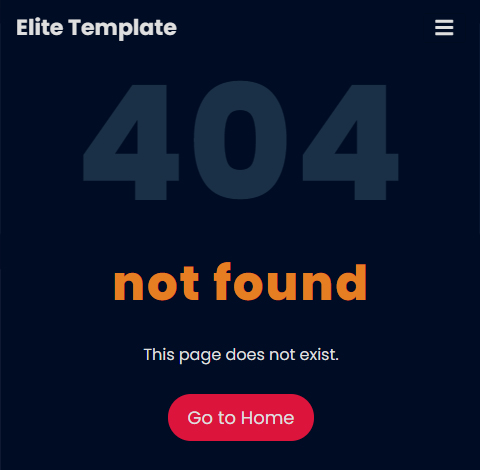 Elite Template
404
not found
This page does not exist.
Go to Home